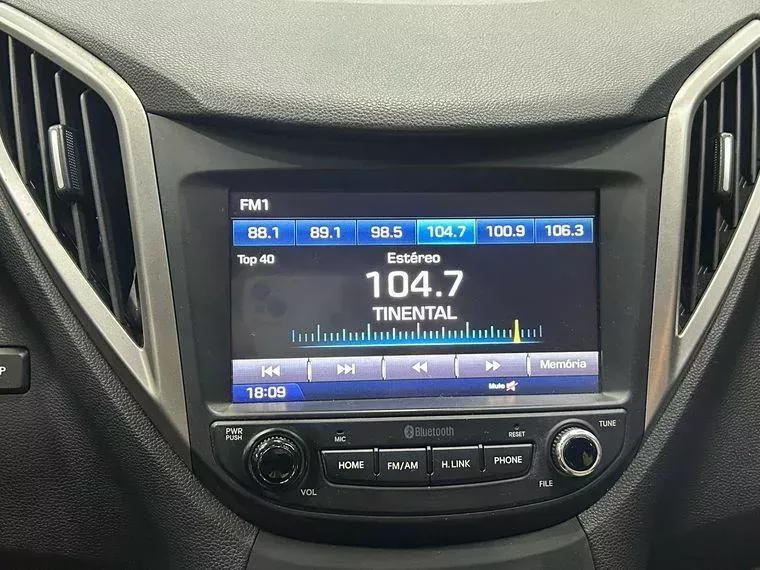 FM1
88.1 89.1 98.5 104.7 100.9 106.3
Top 40
Estéreo
104.7
TINENTAL
Memória
18:09
Mute
P
PWR
PUSH
MIC
Bluetooth
RESET
TUNE
HOME FM/AM H.LINK PHONE
VOL
FILE